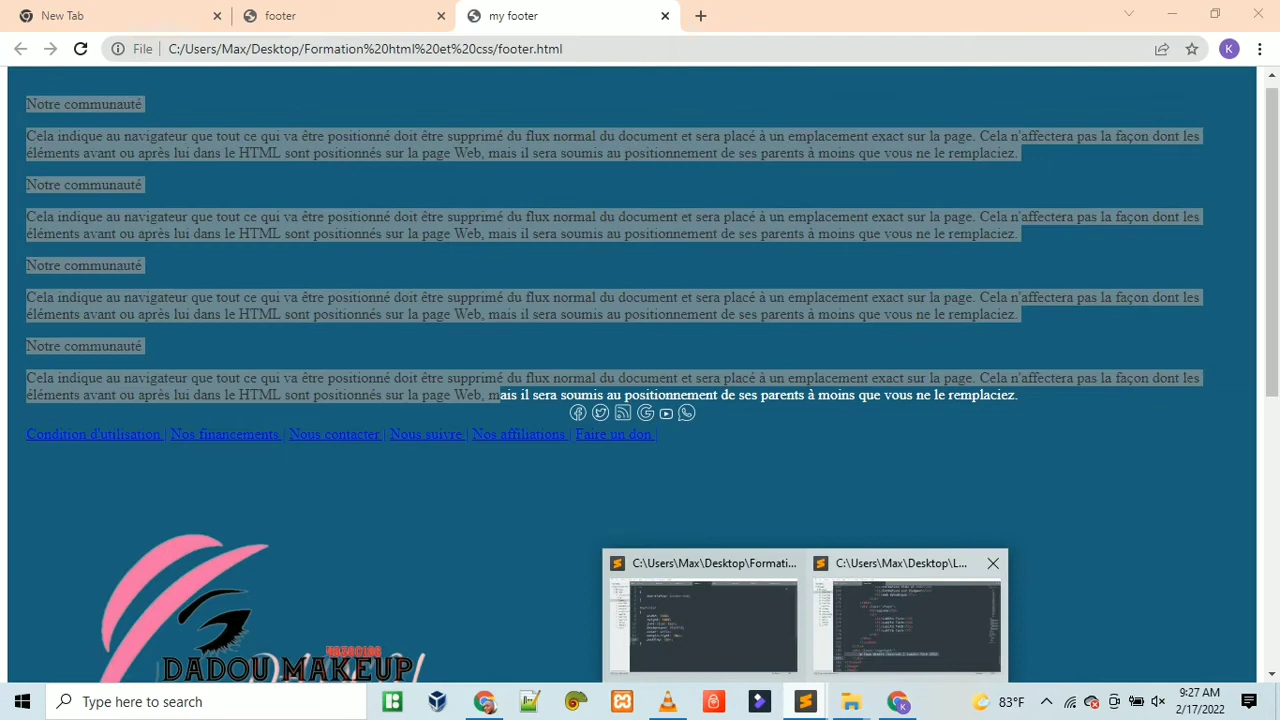 New Tab
footer
my footer
File
C:/Users/Max/Desktop/Formation%20html%20et%20css/footer.html
K
Notre communauté
Cela indique au navigateur que tout ce qui va être positionné doit être supprimé du flux normal du document et sera placé à un emplacement exact sur la page. Cela n'affectera pas la façon dont les
éléments avant ou après lui dans le HTML sont positionnés sur la page Web, mais il sera soumis au positionnement de ses parents à moins que vous ne le remplaciez.
Notre communauté
Cela indique au navigateur que tout ce qui va être positionné doit être supprimé du flux normal du document et sera placé à un emplacement exact sur la page. Cela n'affectera pas la façon dont les
éléments avant ou après lui dans le HTML sont positionnés sur la page Web, mais il sera soumis au positionnement de ses parents à moins que vous ne le remplaciez.
Notre communauté
Cela indique au navigateur que tout ce qui va être positionné doit être supprimé du flux normal du document et sera placé à un emplacement exact sur la page. Cela n'affectera pas la façon dont les
éléments avant ou après lui dans le HTML sont positionnés sur la page Web, mais il sera soumis au positionnement de ses parents à moins que vous ne le remplaciez.
Notre communauté
Cela indique au navigateur que tout ce qui va être positionné doit être supprimé du flux normal du document et sera placé à un emplacement exact sur la page. Cela n'affectera pas la façon dont les
éléments avant ou après lui dans le HTML sont positionnés sur la page Web, mais il sera soumis au positionnement de ses parents à moins que vous ne le remplaciez.
Condition d'utilisation | Nos financements | Nous contacter | Nous suivre | Nos affiliations | Faire un don |
C:\Users\Max\Desktop\Formati...
C:\Users\Max\Desktop\L...
DIDOU MAKEUP
Type here to search
K
83°F
9:27 AM
2/17/2022